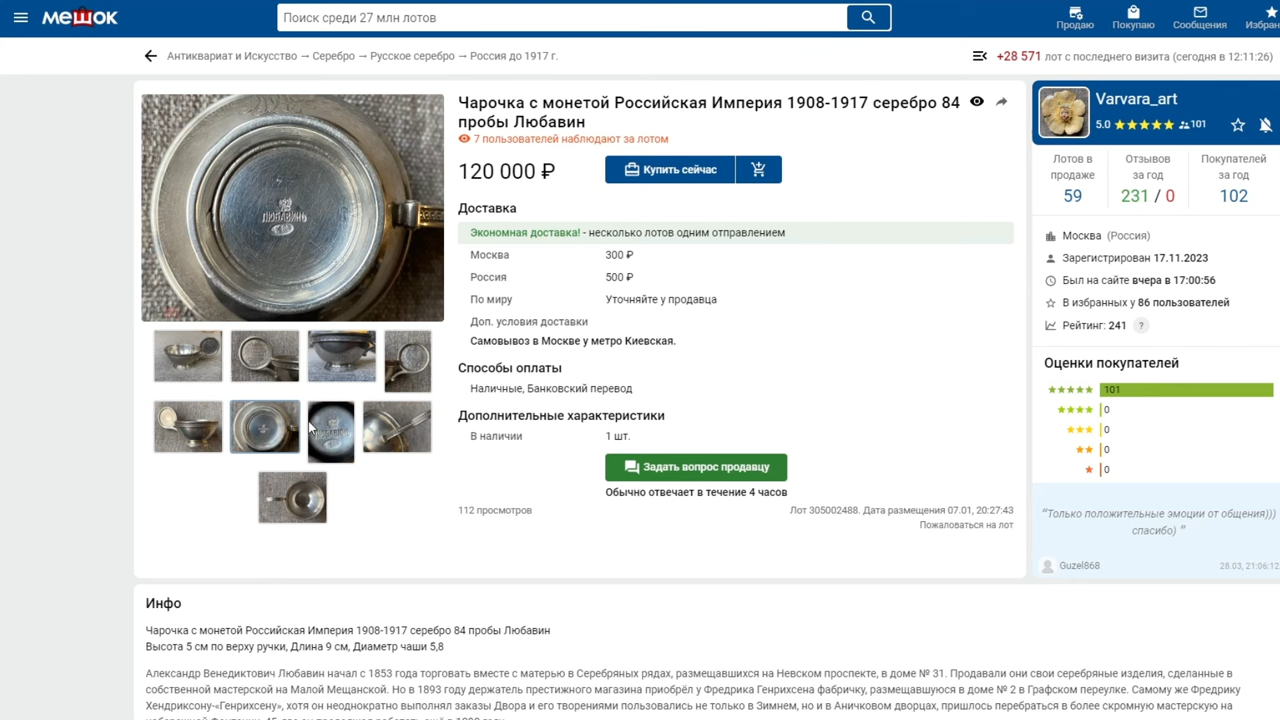 мешок
Поиск среди 27 млн лотов
Продаю
Покупаю
Сообщения
Избран
Антиквариат и Искусство → Серебро → Русское серебро → Россия до 1917 г.
+28 571 лот с последнего визита (сегодня в 12:11:26)
ЛЮБАВИНЪ
Чарочка с монетой Российская Империя 1908-1917 серебро 84
пробы Любавин
7 пользователей наблюдают за лотом
120 000 ₽
Купить сейчас
Доставка
Экономная доставка! - несколько лотов одним отправлением
Москва 300 ₽
Россия 500 ₽
По миру Уточняйте у продавца
Доп. условия доставки
Самовывоз в Москве у метро Киевская.
Способы оплаты
Наличные, Банковский перевод
Дополнительные характеристики
В наличии 1 шт.
Задать вопрос продавцу
Обычно отвечает в течение 4 часов
112 просмотров
Лот 305002488. Дата размещения 07.01, 20:27:43
Пожаловаться на лот
Varvara_art
5.0 ★★★★★ 101
Лотов в продаже 59
Отзывов за год 231 / 0
Покупателей за год 102
Москва (Россия)
Зарегистрирован 17.11.2023
Был на сайте вчера в 17:00:56
В избранных у 86 пользователей
Рейтинг: 241 ?
Оценки покупателей
★★★★★ 101
★★★★ 0
★★★ 0
★★ 0
★ 0
“Только положительные эмоции от общения)))
спасибо) ”
Guzel868 28.03, 21:06:12
Инфо
Чарочка с монетой Российская Империя 1908-1917 серебро 84 пробы Любавин
Высота 5 см по верху ручки, Длина 9 см, Диаметр чаши 5,8
Александр Венедиктович Любавин начал с 1853 года торговать вместе с матерью в Серебряных рядах, размещавшихся на Невском проспекте, в доме № 31. Продавали они свои серебряные изделия, сделанные в
собственной мастерской на Малой Мещанской. Но в 1893 году держатель престижного магазина приобрёл у Фредрика Генрихсена фабричку, размещавшуюся в доме № 2 в Графском переулке. Самому же Фредрику
Хендриксону-«Генрихсену», хотя он неоднократно выполнял заказы Двора и его творениями пользовались не только в Зимнем, но и в Аничковом дворцах, пришлось перебраться в более скромную мастерскую на